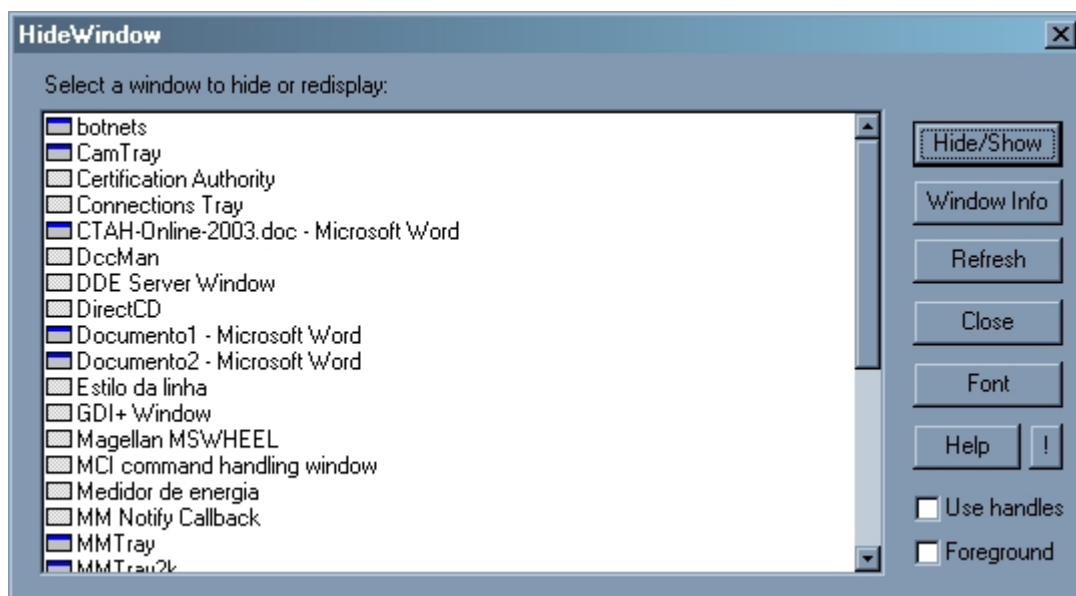 HideWindow
Select a window to hide or redisplay:
botnets
CamTray
Certification Authority
Connections Tray
CTAH-Online-2003.doc - Microsoft Word
DccMan
DDE Server Window
DirectCD
Documento1 - Microsoft Word
Documento2 - Microsoft Word
Estilo da linha
GDI+ Window
Magellan MSWHEEL
MCI command handling window
Medidor de energia
MM Notify Callback
MMTray
MMTray2k
Hide/Show
Window Info
Refresh
Close
Font
Help !
Use handles
Foreground